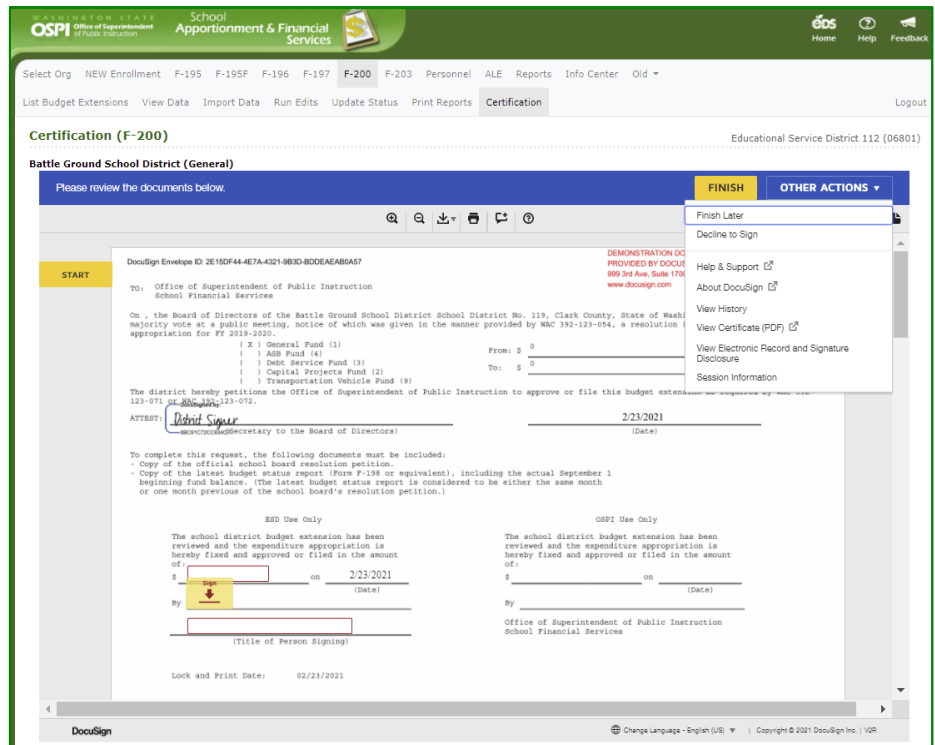 WASHINGTON STATE
OSPI Office of Superintendent of Public Instruction
School
Apportionment & Financial
Services
eds
Home Help Feedback
Select Org NEW Enrollment F-195 F-195F F-196 F-197 F-200 F-203 Personnel ALE Reports Info Center Old
List Budget Extensions View Data Import Data Run Edits Update Status Print Reports Certification Logout
Certification (F-200)
Educational Service District 112 (06801)
Battle Ground School District (General)
Please review the documents below.
FINISH OTHER ACTIONS
Finish Later
Decline to Sign
Help & Support
About DocuSign
View History
View Certificate (PDF)
View Electronic Record and Signature
Disclosure
Session Information
START
DocuSign Envelope ID: 2E15DF44-4E7A-4321-9B3D-BDDEAEAB0A57
DEMONSTRATION DO
PROVIDED BY DOCUS
999 3rd Ave, Suite 170
www.docusign.com
TO: Office of Superintendent of Public Instruction
School Financial Services
On , the Board of Directors of the Battle Ground School District School District No. 119, Clark County, State of Washi
majority vote at a public meeting, notice of which was given in the manner provided by WAC 392-123-054, a resolution
appropriation for FY 2019-2020.
( X ) General Fund (1)
( ) ASB Fund (4)
( ) Debt Service Fund (3)
( ) Capital Projects Fund (2)
( ) Transportation Vehicle Fund (9)
From: $ 0
To: $ 0
The district hereby petitions the Office of Superintendent of Public Instruction to approve or file this budget extension as required by WAC 392-
123-071 or WAC 392-123-072.
DocuSigned by:
ATTEST: District Signer
(Secretary to the Board of Directors)
2/23/2021
(Date)
To complete this request, the following documents must be included:
- Copy of the official school board resolution petition.
- Copy of the latest budget status report (Form F-198 or equivalent), including the actual September 1
beginning fund balance. (The latest budget status report is considered to be either the same month
or one month previous of the school board's resolution petition.)
ESD Use Only
The school district budget extension has been
reviewed and the expenditure appropriation is
hereby fixed and approved or filed in the amount
of:
$ on 2/23/2021
(Date)
Sign
By
(Title of Person Signing)
OSPI Use Only
The school district budget extension has been
reviewed and the expenditure appropriation is
hereby fixed and approved or filed in the amount
of:
$ on
(Date)
By
Office of Superintendent of Public Instruction
School Financial Services
Lock and Print Date: 02/23/2021
DocuSign
Change Language - English (US) | Copyright © 2021 DocuSign Inc. | V2R